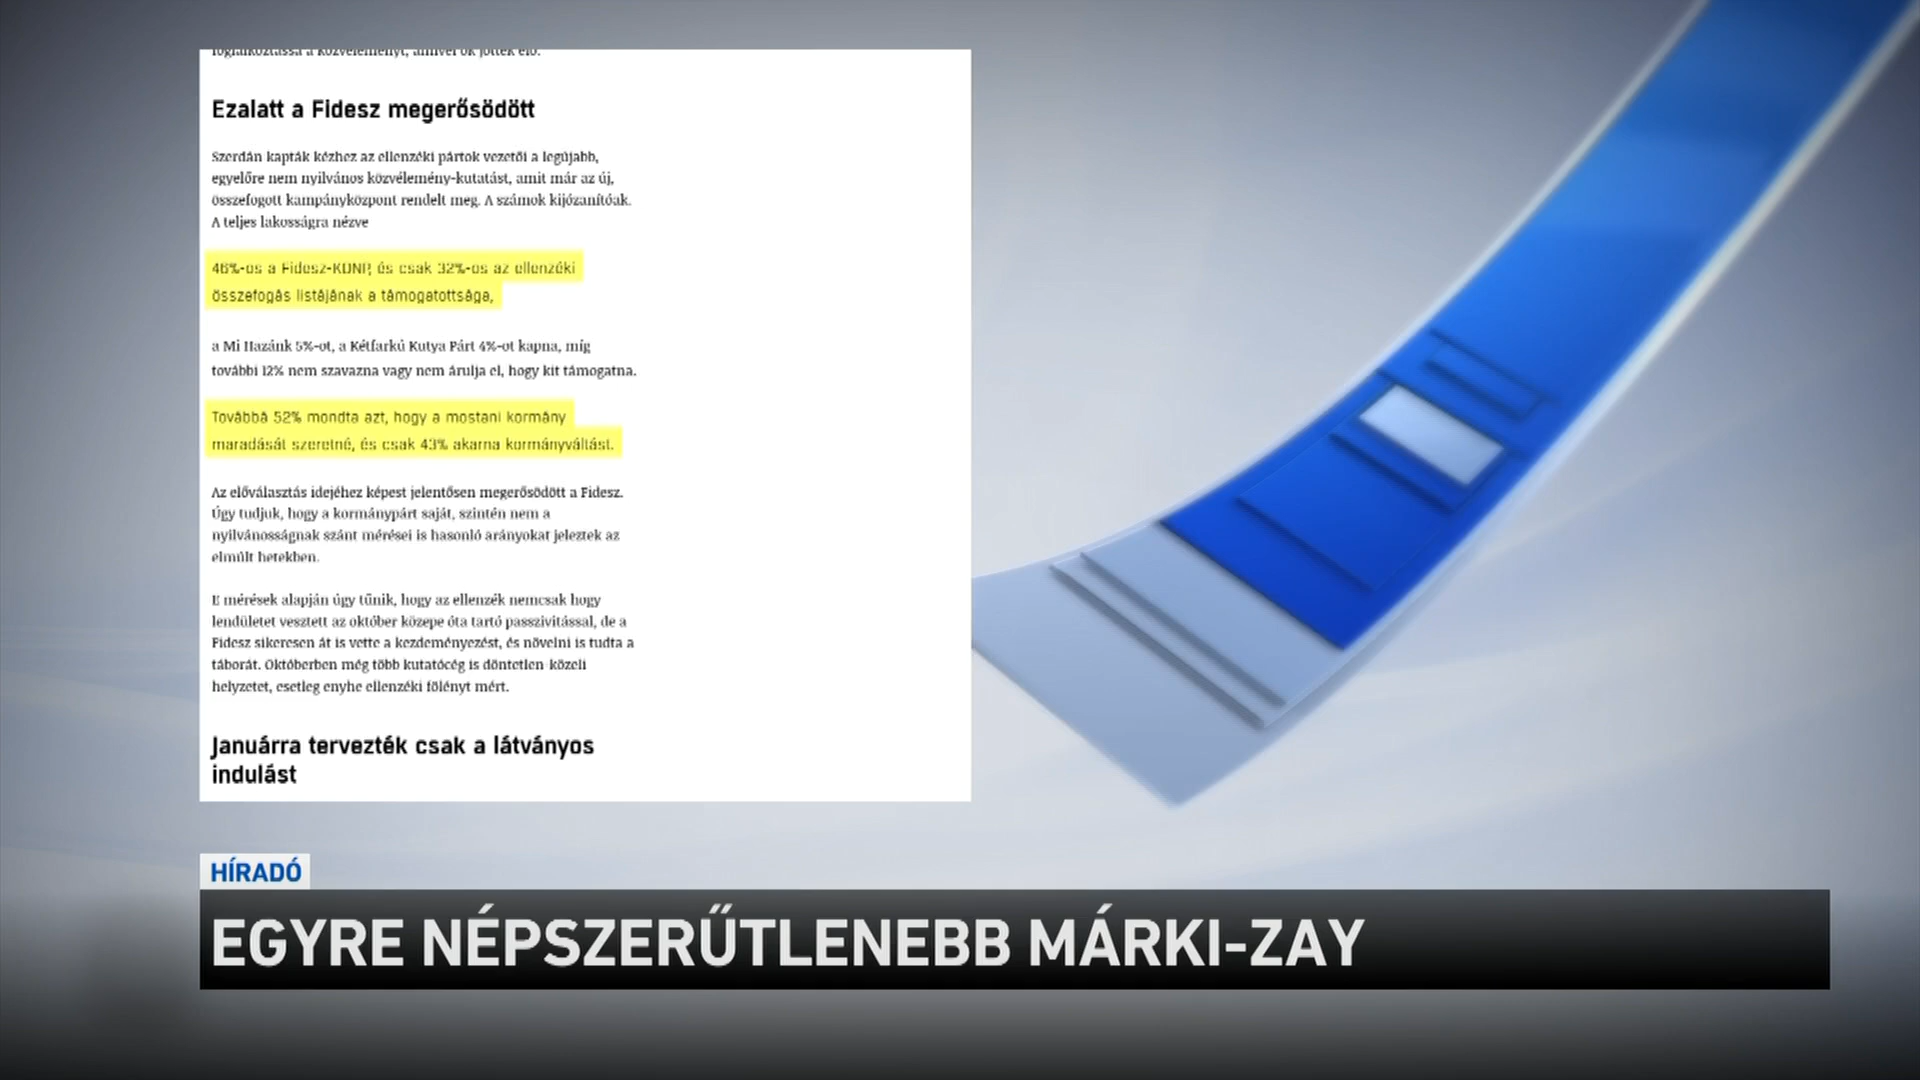 foglalkoztassa a közvéleményt, amivel ők jöttek elő.
Ezalatt a Fidesz megerősödött
Szerdán kapták kézhez az ellenzéki pártok vezetői a legújabb,
egyelőre nem nyilvános közvélemény-kutatást, amit már az új,
összefogott kampányközpont rendelt meg. A számok kijózanítóak.
A teljes lakosságra nézve
46%-os a Fidesz-KDNP, és csak 32%-os az ellenzéki
összefogás listájának a támogatottsága,
a Mi Hazánk 5%-ot, a Kétfarkú Kutya Párt 4%-ot kapna, míg
további 12% nem szavazna vagy nem árulja el, hogy kit támogatna.
Továbbá 52% mondta azt, hogy a mostani kormány
maradását szeretné, és csak 43% akarna kormányváltást.
Az előválasztás idejéhez képest jelentősen megerősödött a Fidesz.
Úgy tudjuk, hogy a kormánypárt saját, szintén nem a
nyilvánosságnak szánt mérései is hasonló arányokat jeleztek az
elmúlt hetekben.
E mérések alapján úgy tűnik, hogy az ellenzék nemcsak hogy
lendületet vesztett az október közepe óta tartó passzivitással, de a
Fidesz sikeresen át is vette a kezdeményezést, és növelni is tudta a
táborát. Októberben még több kutatócég is döntetlen közeli
helyzetet, esetleg enyhe ellenzéki fölényt mért.
Januárra tervezték csak a látványos
indulást
HÍRADÓ
EGYRE NÉPSZERŰTLENEBB MÁRKI-ZAY